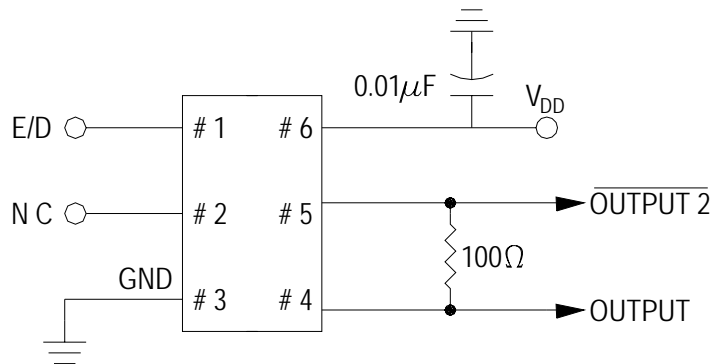 0.01µF
V_DD
E/D
# 1
# 6
N C
# 2
# 5
OUTPUT 2
GND
100Ω
# 3
# 4
OUTPUT